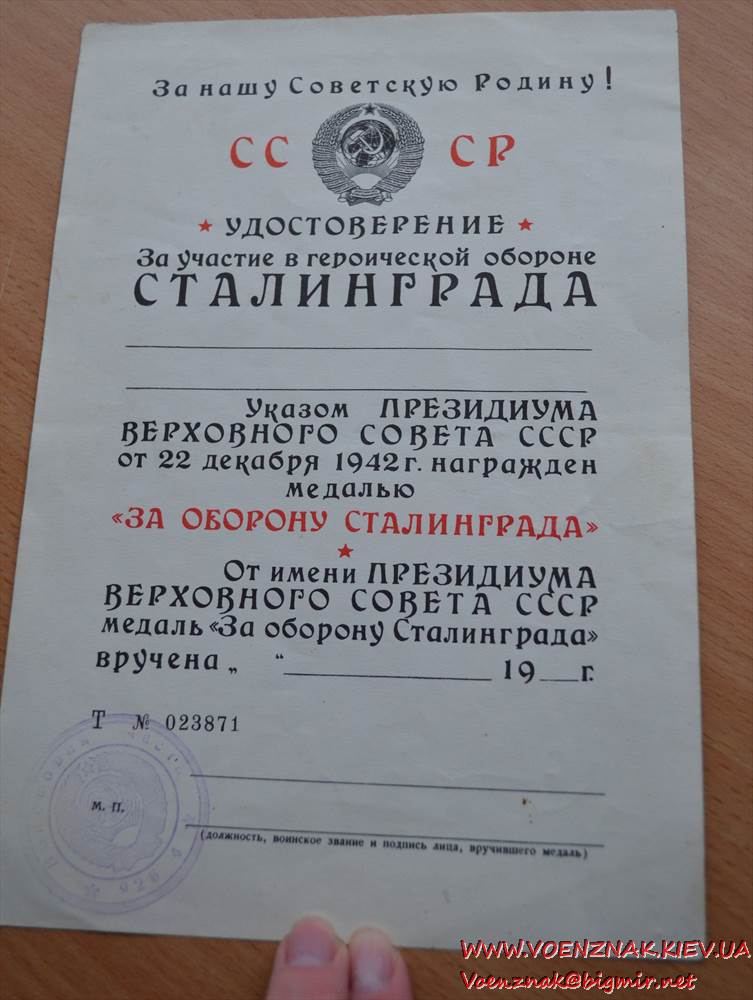 За нашу Советскую Родину!
СС СР
УДОСТОВЕРЕНИЕ
За участие в героической обороне
СТАЛИНГРАДА
Указом ПРЕЗИДИУМА
ВЕРХОВНОГО СОВЕТА СССР
от 22 декабря 1942 г. награжден
медалью
«ЗА ОБОРОНУ СТАЛИНГРАДА»
От имени ПРЕЗИДИУМА
ВЕРХОВНОГО СОВЕТА СССР
медаль «За оборону Сталинграда»
вручена „ “ 19 г.
Т № 023871
М. П.
(должность, воинское звание и подпись лица, вручившего медаль)
WWW.VOENZNAK.KIEV.UA
Voenznak@bigmir.net